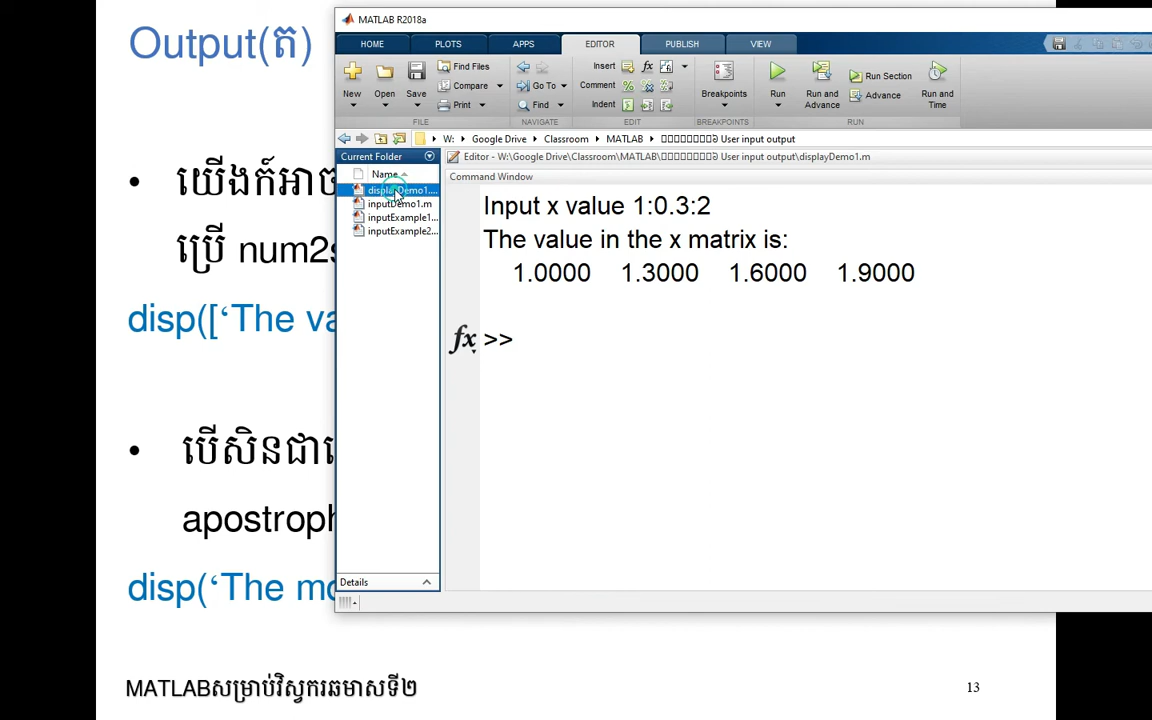 Output(ត)
• យើងក៍អាច
ប្រើ num2s
disp([‘The va
• បើសិនជា
apostroph
disp(‘The mo
MATLABសម្រាប់វិស្វករឆមាសទី២
13
MATLAB R2018a
HOME PLOTS APPS EDITOR PUBLISH VIEW
New Open Save Find Files Compare Print
Insert Comment Indent
Go To Find
Breakpoints Run Run and Advance Run Section Advance Run and Time
FILE NAVIGATE EDIT BREAKPOINTS RUN
W: Google Drive Classroom MATLAB User input output
Current Folder
Editor - W:\Google Drive\Classroom\MATLAB\ User input output\displayDemo1.m
Name
displayDemo1....
inputDemo1.m
inputExample1...
inputExample2...
Details
Command Window
Input x value 1:0.3:2
The value in the x matrix is:
1.0000 1.3000 1.6000 1.9000
fx >>